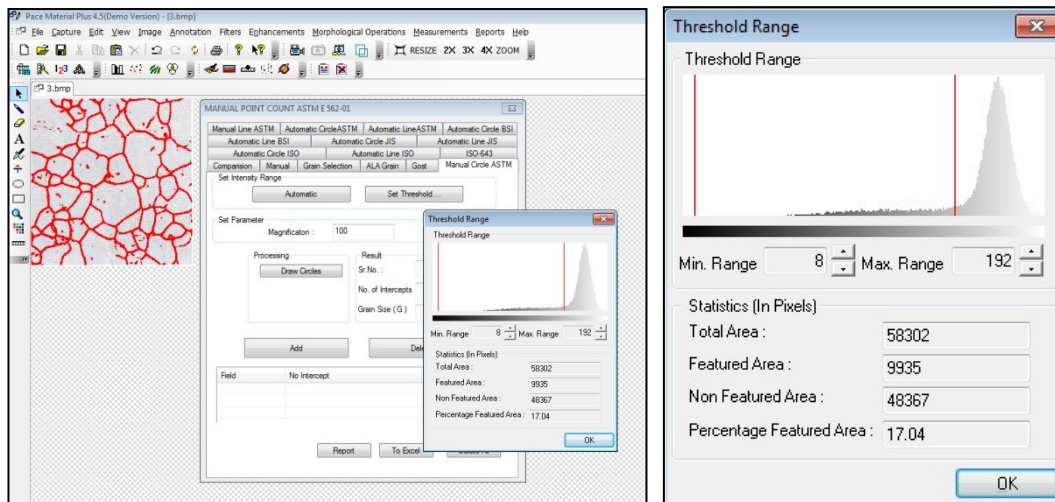 Pace Material Plus 4.5(Demo Version) - [3.bmp]
File Capture Edit View Image Annotation Filters Enhancements Morphological Operations Measurements Reports Help
RESIZE 2X 3X 4X ZOOM
123
3.bmp
A
MANUAL POINT COUNT ASTM E 562-01
Manual Line ASTM Automatic CircleASTM Automatic LineASTM Automatic Circle BSI
Automatic Line BSI Automatic Circle JIS Automatic Line JIS
Automatic Circle ISO Automatic Line ISO ISO-643
Comparision Manual Grain Selection ALA Grain Gost Manual Circle ASTM
Set Intensity Range
Automatic Set Threshold....
Set Parameter
Magnification : 100
Processing Result
Draw Circles Sr.No. :
No. of Intercepts
Grain Size ( G )
Add
Field No Intercept
Report To Excel
Threshold Range
Threshold Range
Min. Range 8 Max. Range 192
Statistics (In Pixels)
Total Area : 58302
Featured Area : 9935
Non Featured Area : 48367
Percentage Featured Area : 17.04
OK
Threshold Range
Threshold Range
Min. Range 8 Max. Range 192
Statistics (In Pixels)
Total Area : 58302
Featured Area : 9935
Non Featured Area : 48367
Percentage Featured Area : 17.04
OK